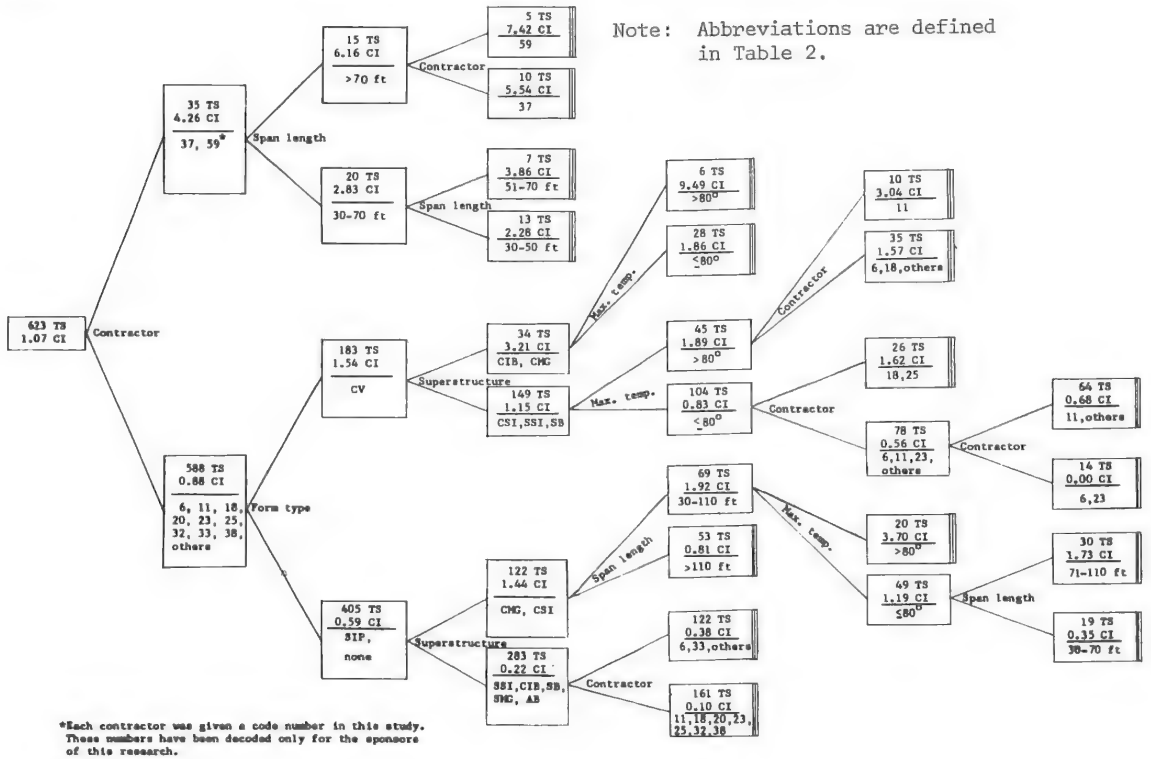 Note: Abbreviations are defined
in Table 2.
623 TS
1.07 CI
Contractor
35 TS
4.26 CI
37, 59*
Span length
15 TS
6.16 CI
>70 ft
Contractor
5 TS
7.42 CI
59
10 TS
5.54 CI
37
20 TS
2.83 CI
30-70 ft
Span length
7 TS
3.86 CI
51-70 ft
13 TS
2.28 CI
30-50 ft
588 TS
0.88 CI
6, 11, 18,
20, 23, 25,
32, 33, 38,
others
Form type
183 TS
1.54 CI
CV
Superstructure
34 TS
3.21 CI
CIB, CMG
Max. temp.
6 TS
9.49 CI
>80°
28 TS
1.86 CI
≤80°
149 TS
1.15 CI
CSI,SSI,SB
Max. temp.
45 TS
1.89 CI
>80°
Contractor
10 TS
3.04 CI
11
35 TS
1.57 CI
6,18,others
104 TS
0.83 CI
≤80°
Contractor
26 TS
1.62 CI
18,25
78 TS
0.56 CI
6,11,23,
others
Contractor
64 TS
0.68 CI
11,others
14 TS
0.00 CI
6,23
405 TS
0.59 CI
SIP,
none
Superstructure
122 TS
1.44 CI
CMG, CSI
Span length
69 TS
1.92 CI
30-110 ft
Max. temp.
20 TS
3.70 CI
>80°
49 TS
1.19 CI
≤80°
Span length
30 TS
1.73 CI
71-110 ft
19 TS
0.35 CI
38-70 ft
53 TS
0.81 CI
>110 ft
283 TS
0.22 CI
SSI,CIB,SB,
SMG, AB
Contractor
122 TS
0.38 CI
6,33,others
161 TS
0.10 CI
11,18,20,23,
25,32,38
*Each contractor was given a code number in this study.
These numbers have been decoded only for the sponsors
of this research.